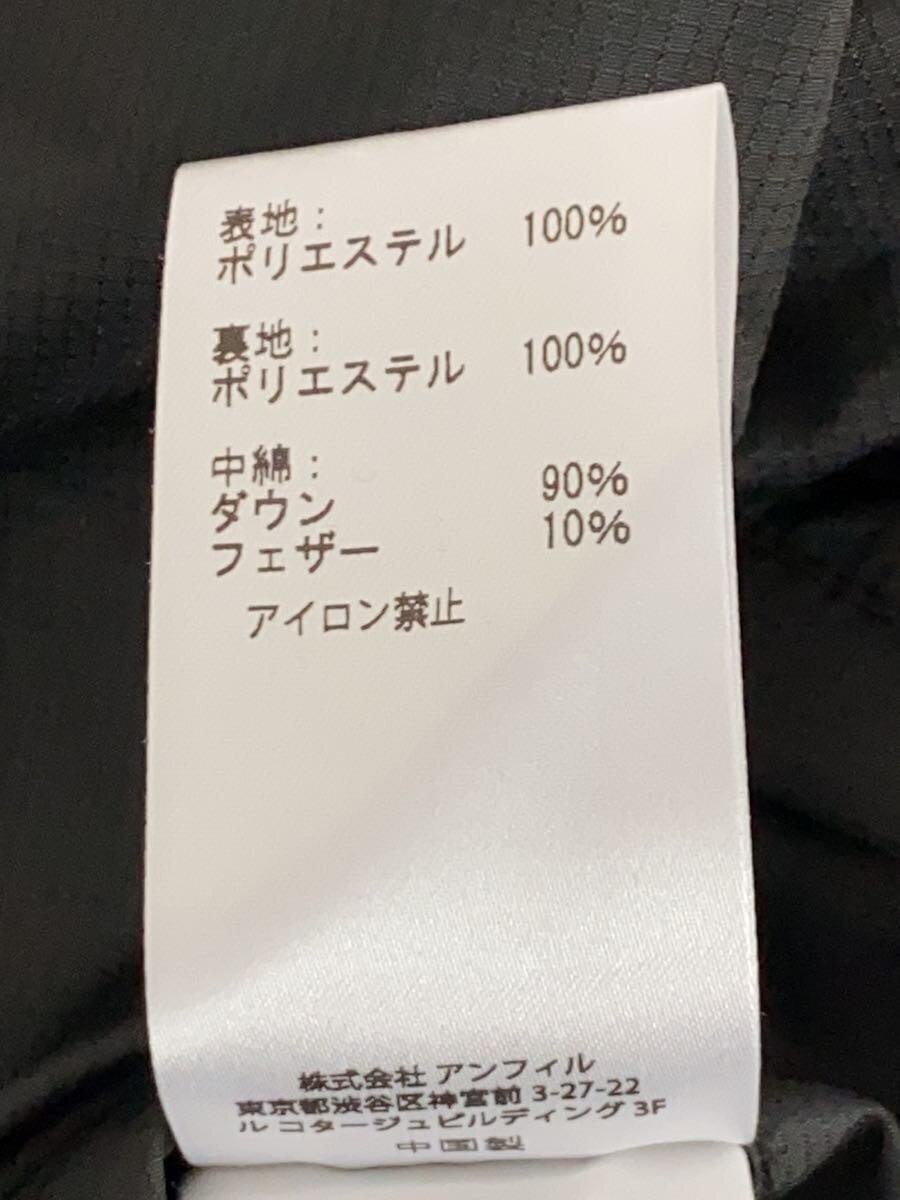 表地:
ポリエステル 100%
裏地:
ポリエステル 100%
中綿:
ダウン 90%
フェザー 10%
アイロン禁止
株式会社 アンフィル
東京都渋谷区神宮前 3-27-22
ル コタージュビルディング 3F
中国製